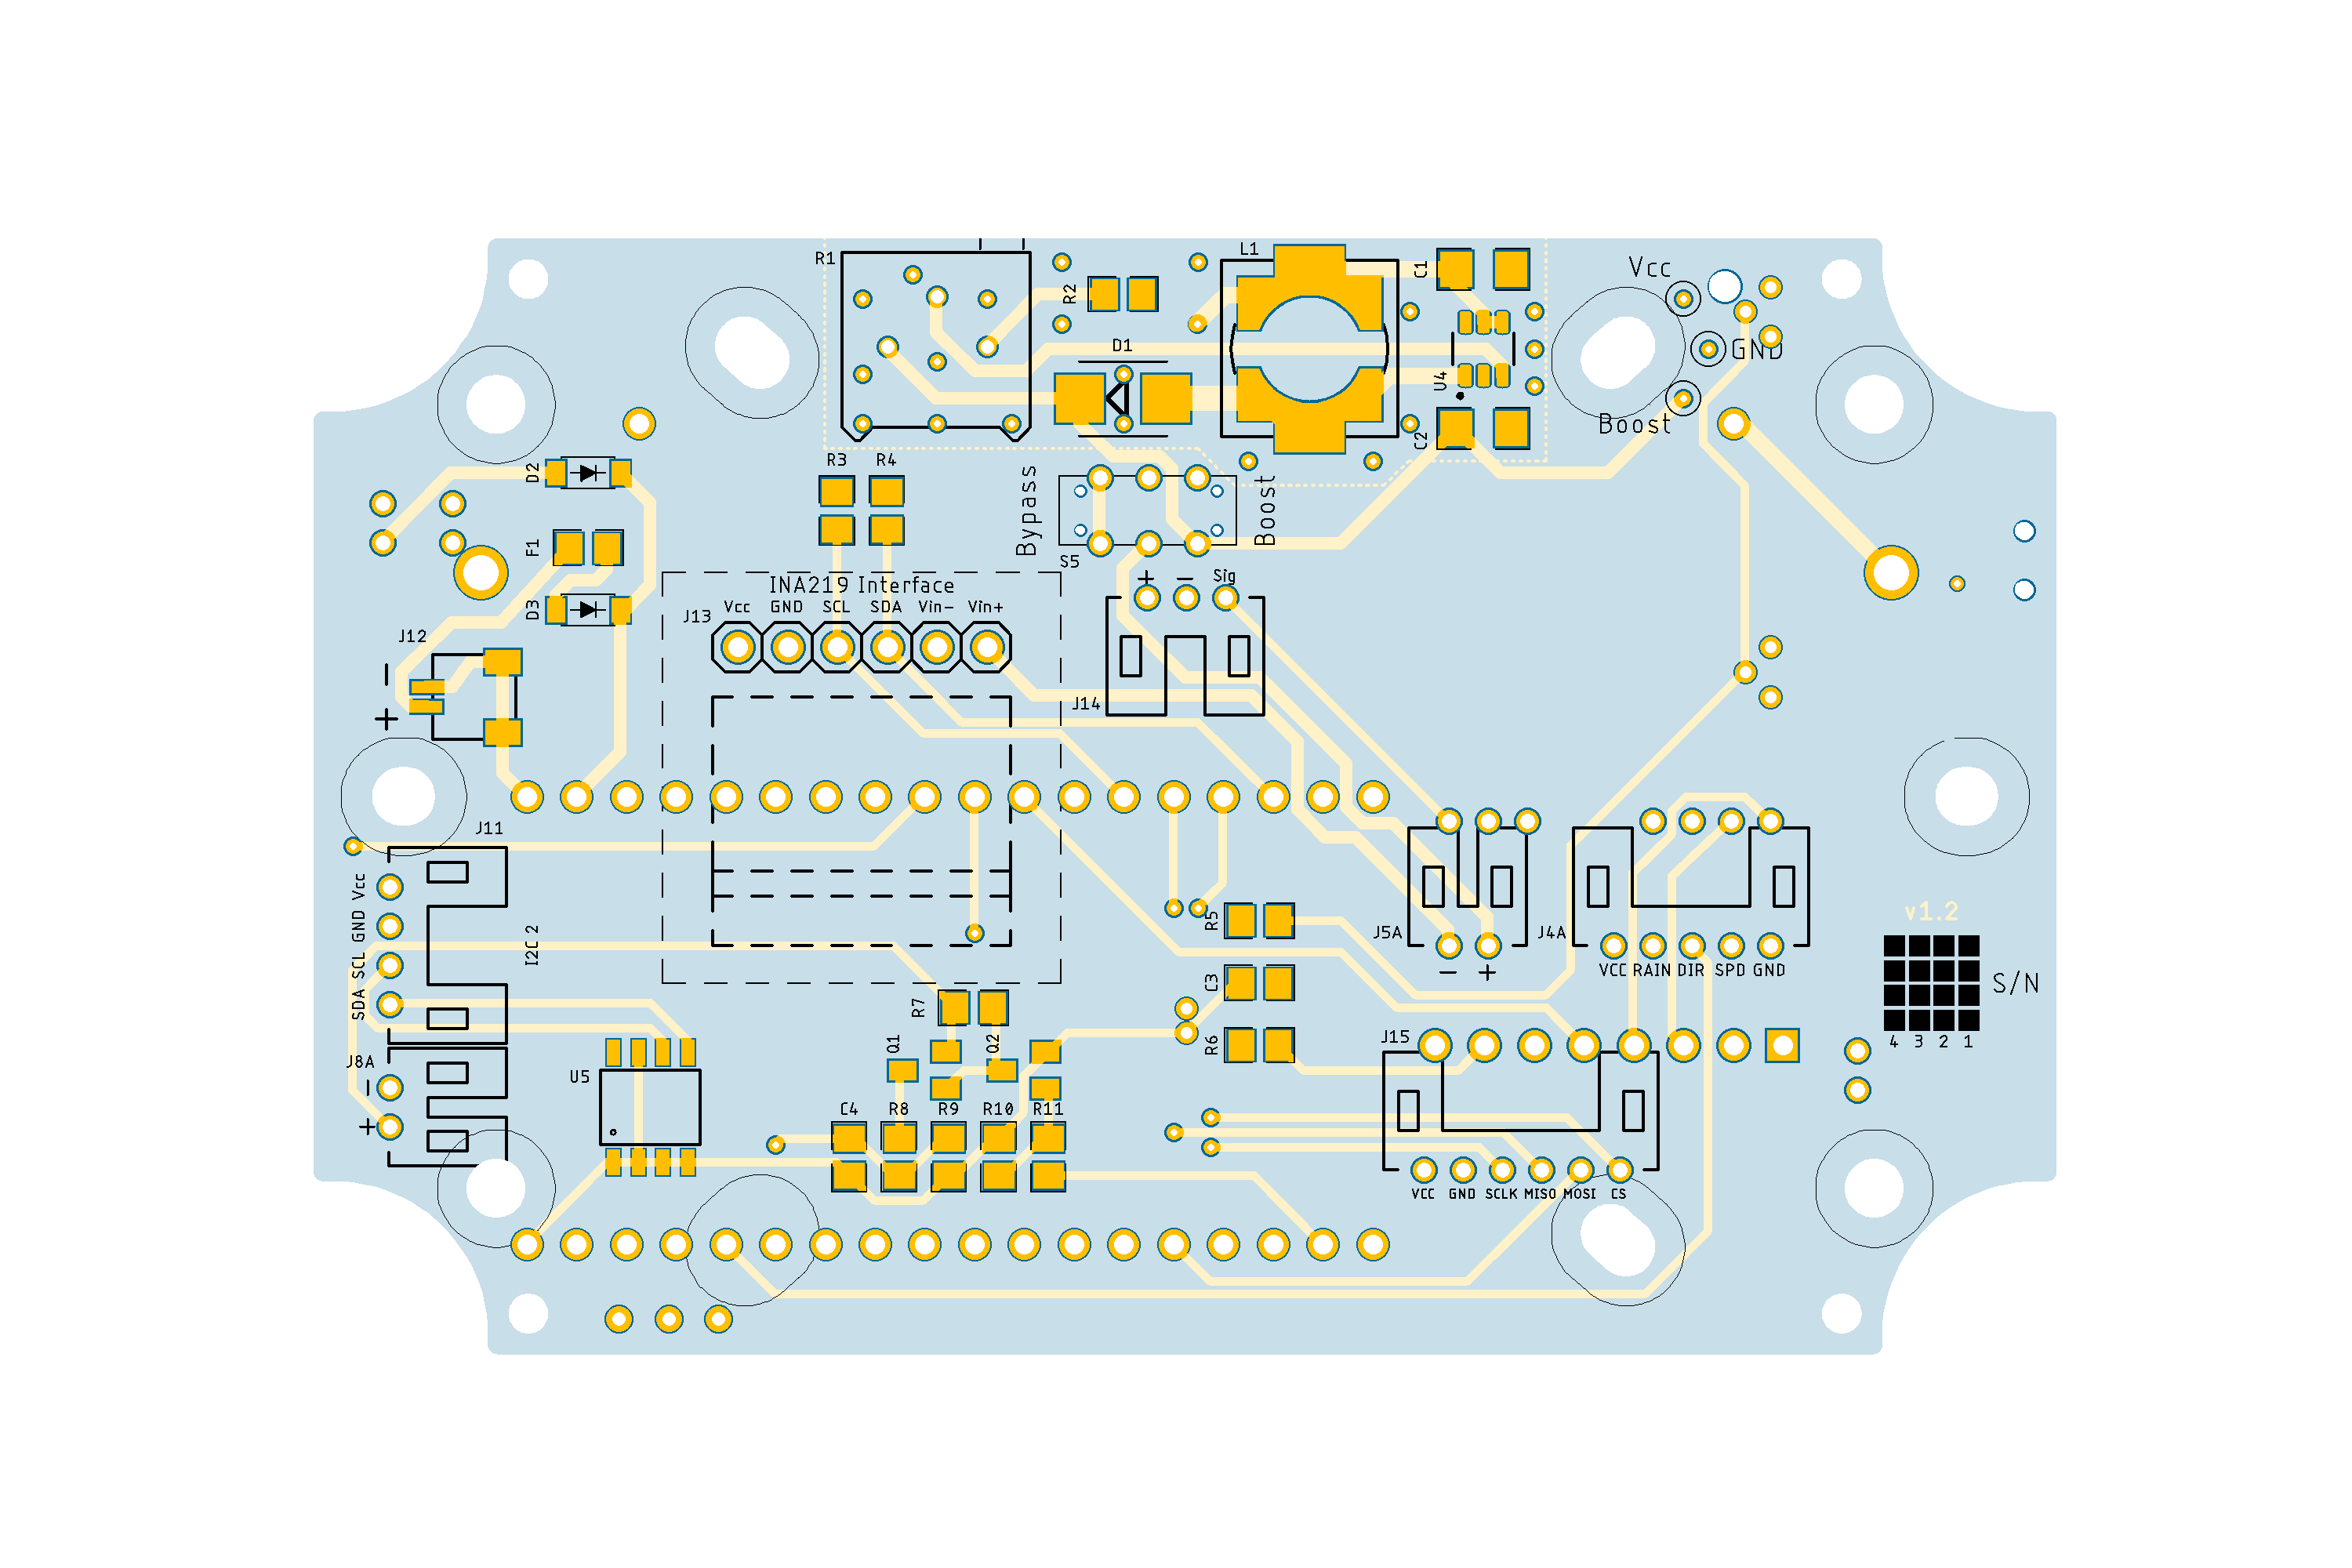 R1
L1
C1
Vcc
R2
D1
GND
U4
Boost
C2
R3 R4
D2
Bypass
Boost
F1
S5
INA219 Interface
+ − Sig
Vcc GND SCL SDA Vin− Vin+
D3
J13
J12
−
+
J14
J11
Vcc
GND
SCL
SDA
I2C 2
R5
J5A
J4A
v1.2
− +
VCC RAIN DIR SPD GND
C3
S/N
R7
4 3 2 1
Q1
Q2
R6
J15
J8A
−
+
U5
C4 R8 R9 R10 R11
VCC GND SCLK MISO MOSI CS